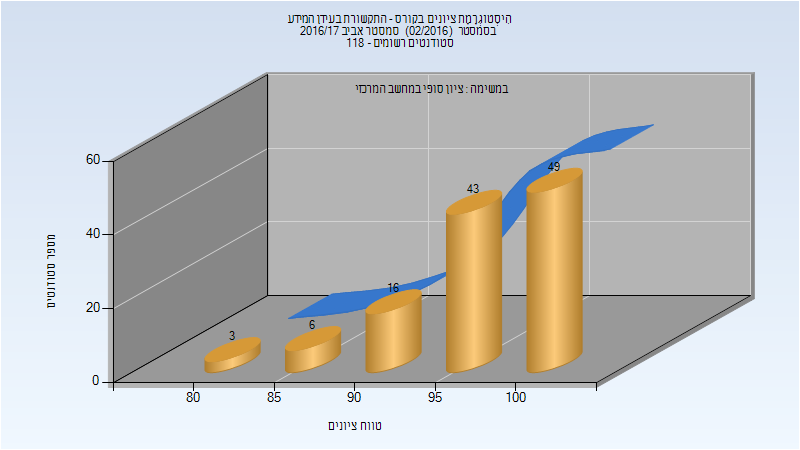 היסטוגרמת ציונים בקורס - התקשורת בעידן המידע
בסמסטר (02/2016) סמסטר אביב 2016/17
סטודנטים רשומים - 118
במשימה : ציון סופי במחשב המרכזי
60
40
20
0
מספר סטודנטים
3
6
16
43
49
80
85
90
95
100
טווח ציונים